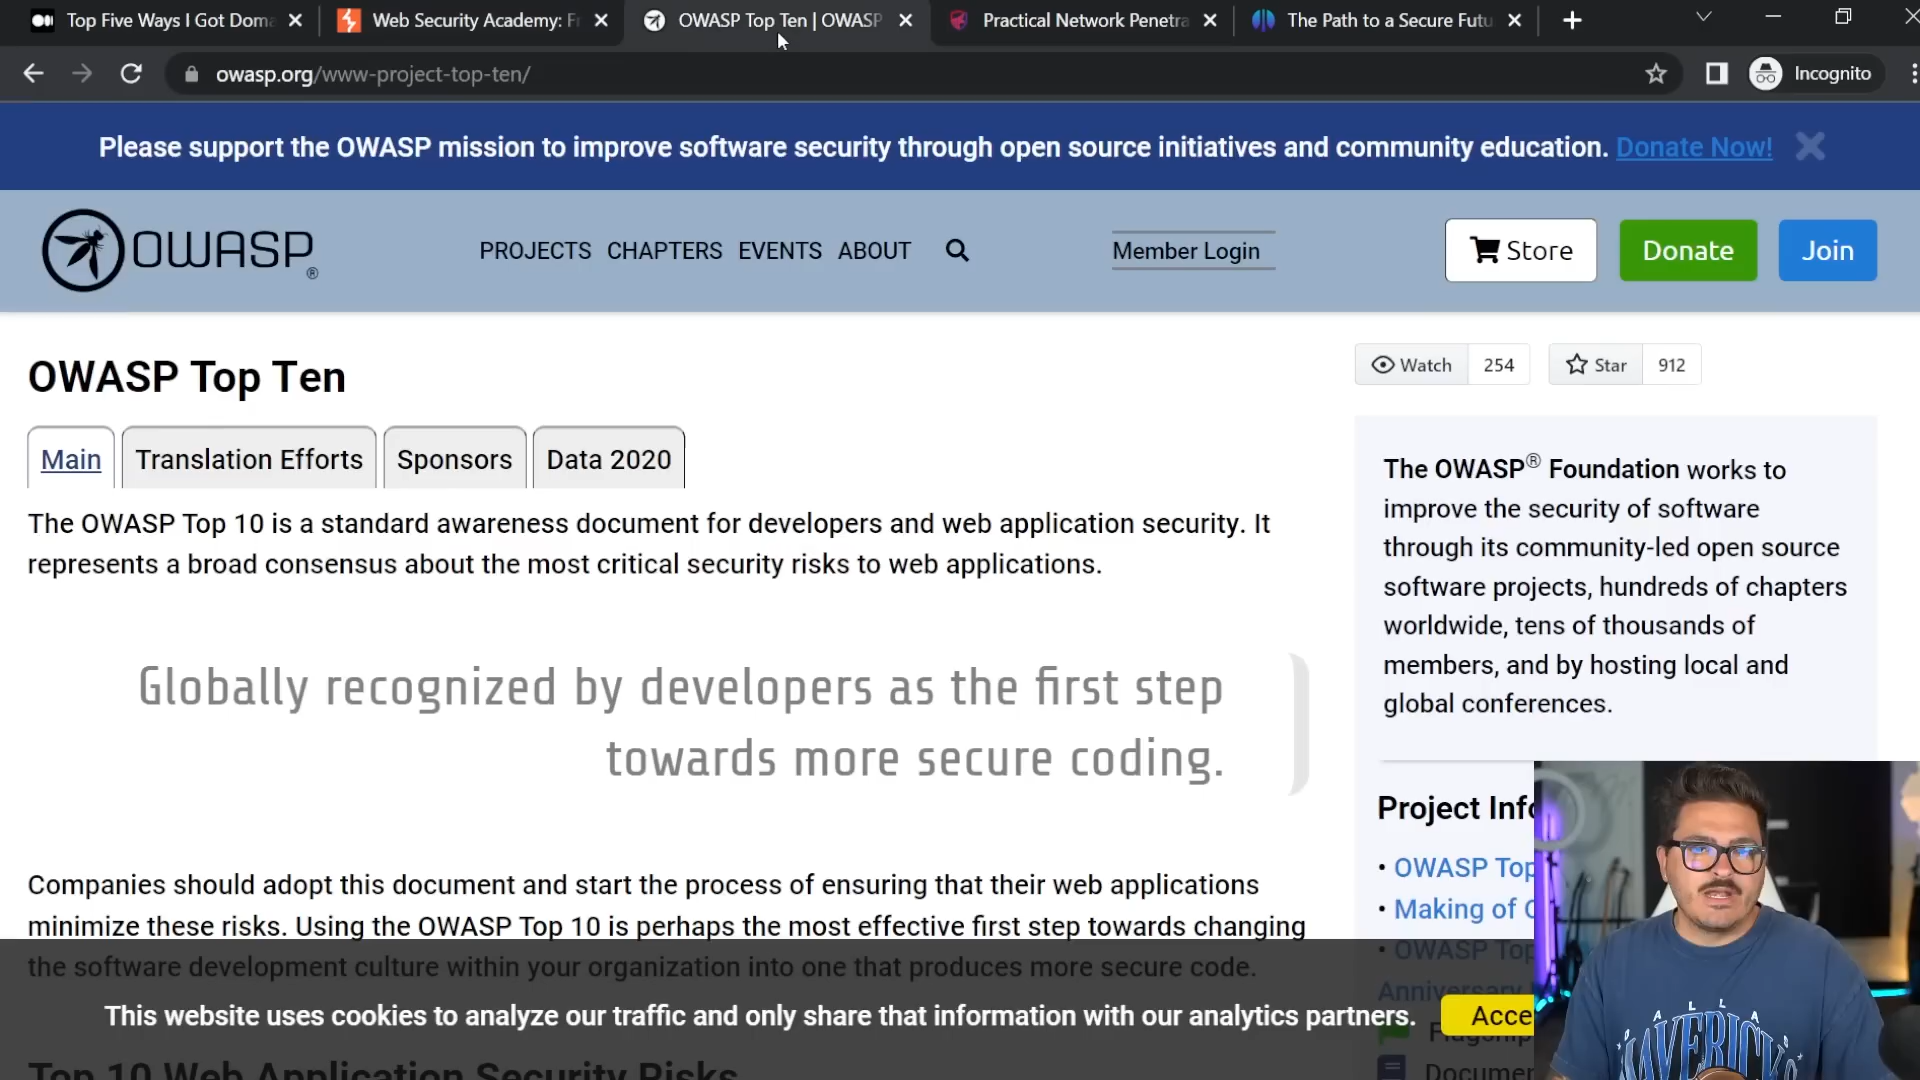 Top Five Ways I Got Doma
Web Security Academy: Fr
OWASP Top Ten | OWASP
Practical Network Penetra
The Path to a Secure Futu
owasp.org/www-project-top-ten/
Incognito
Please support the OWASP mission to improve software security through open source initiatives and community education. Donate Now!
OWASP®
PROJECTS CHAPTERS EVENTS ABOUT
Member Login
Store
Donate
Join
OWASP Top Ten
Watch 254
Star 912
Main
Translation Efforts
Sponsors
Data 2020
The OWASP Top 10 is a standard awareness document for developers and web application security. It
represents a broad consensus about the most critical security risks to web applications.
Globally recognized by developers as the first step
towards more secure coding.
Companies should adopt this document and start the process of ensuring that their web applications
minimize these risks. Using the OWASP Top 10 is perhaps the most effective first step towards changing
the software development culture within your organization into one that produces more secure code.
The OWASP® Foundation works to
improve the security of software
through its community-led open source
software projects, hundreds of chapters
worldwide, tens of thousands of
members, and by hosting local and
global conferences.
Project Info
• OWASP Top
• Making of O
• OWASP Top
Anniversary
This website uses cookies to analyze our traffic and only share that information with our analytics partners.
Acce
Flagship
Documen
Top 10 Web Application Security Risks
DALLA
MAVERICK